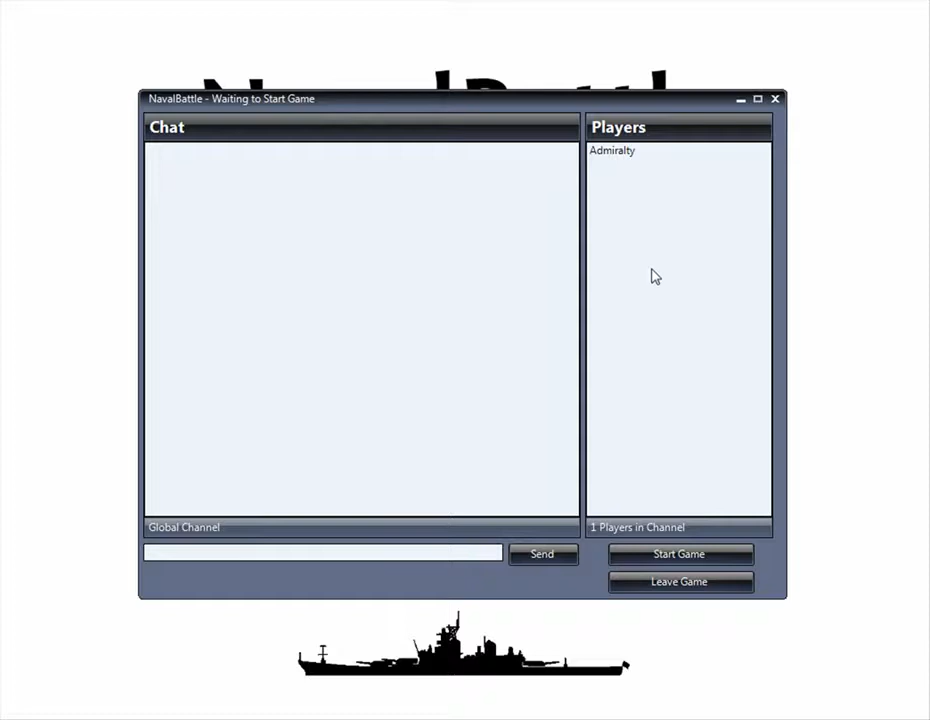 NavalBattle - Waiting to Start Game
Chat
Players
Admiralty
Global Channel
1 Players in Channel
Send
Start Game
Leave Game